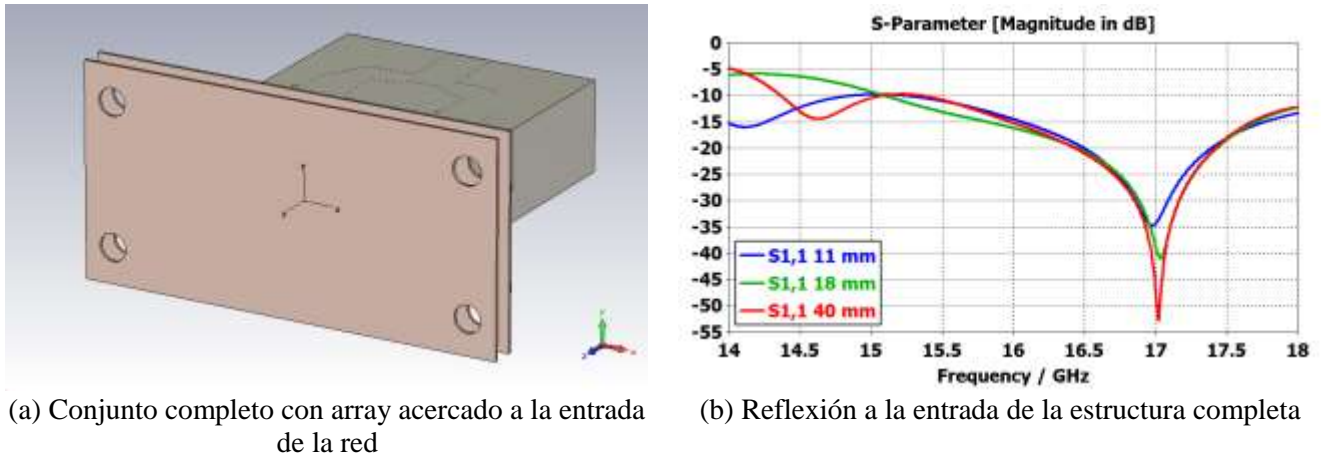 S-Parameter [Magnitude in dB]
0
-5
-10
-15
-20
-25
-30
-35
-40
-45
-50
-55
S1,1 11 mm
S1,1 18 mm
S1,1 40 mm
14 14.5 15 15.5 16 16.5 17 17.5 18
Frequency / GHz
(a) Conjunto completo con array acercado a la entrada
de la red
(b) Reflexión a la entrada de la estructura completa